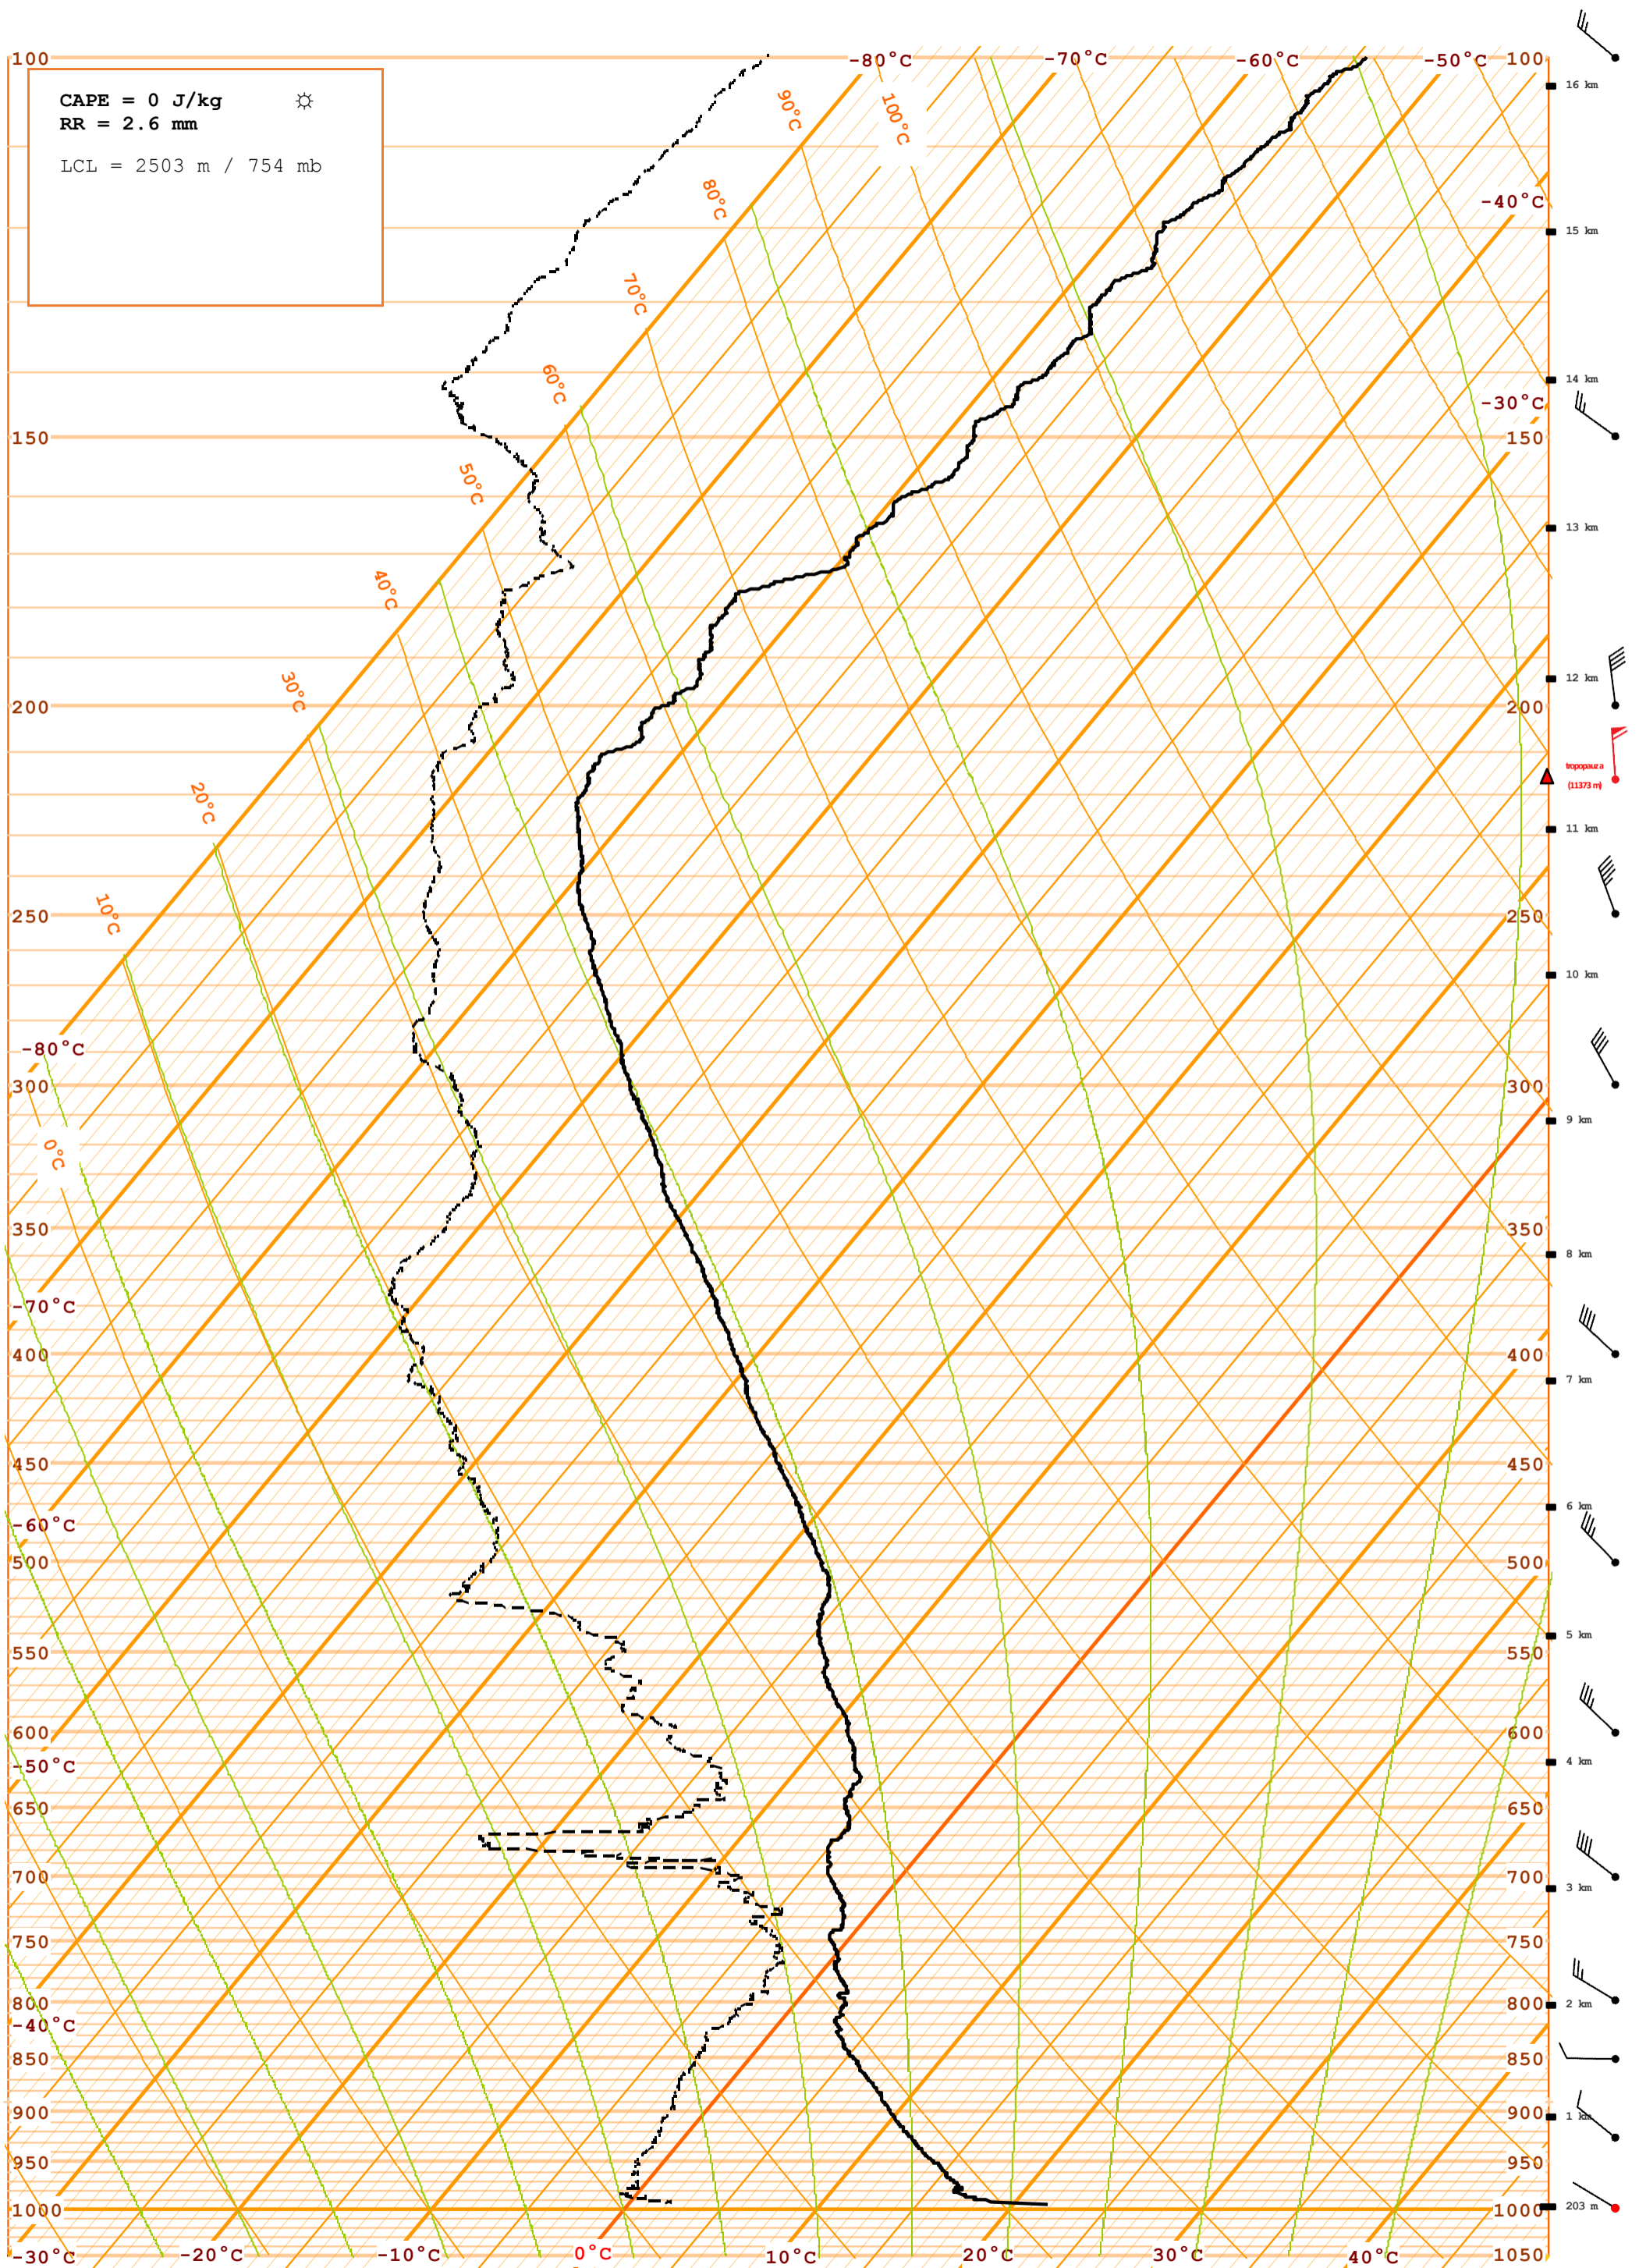 -80°C -70°C -60°C -50°C
100 100
16 km
CAPE = 0 J/kg ☼
RR = 2.6 mm
LCL = 2503 m / 754 mb
90°C 100°C
80°C
-40°C
15 km
70°C
14 km
60°C
-30°C
150 150
50°C
13 km
40°C
12 km
30°C
200 200
tropopauza
(11373 m)
20°C
11 km
10°C
250 250
10 km
-80°C
300 300
9 km
0°C
350 350
8 km
-70°C
400 400
7 km
450 450
6 km
-60°C
500 500
5 km
550 550
600 600
4 km
-50°C
650 650
700 700
3 km
750 750
800 800
2 km
-40°C
850 850
900 900
1 km
950 950
1000 1000
203 m
-30°C -20°C -10°C 0°C 10°C 20°C 30°C 40°C 1050